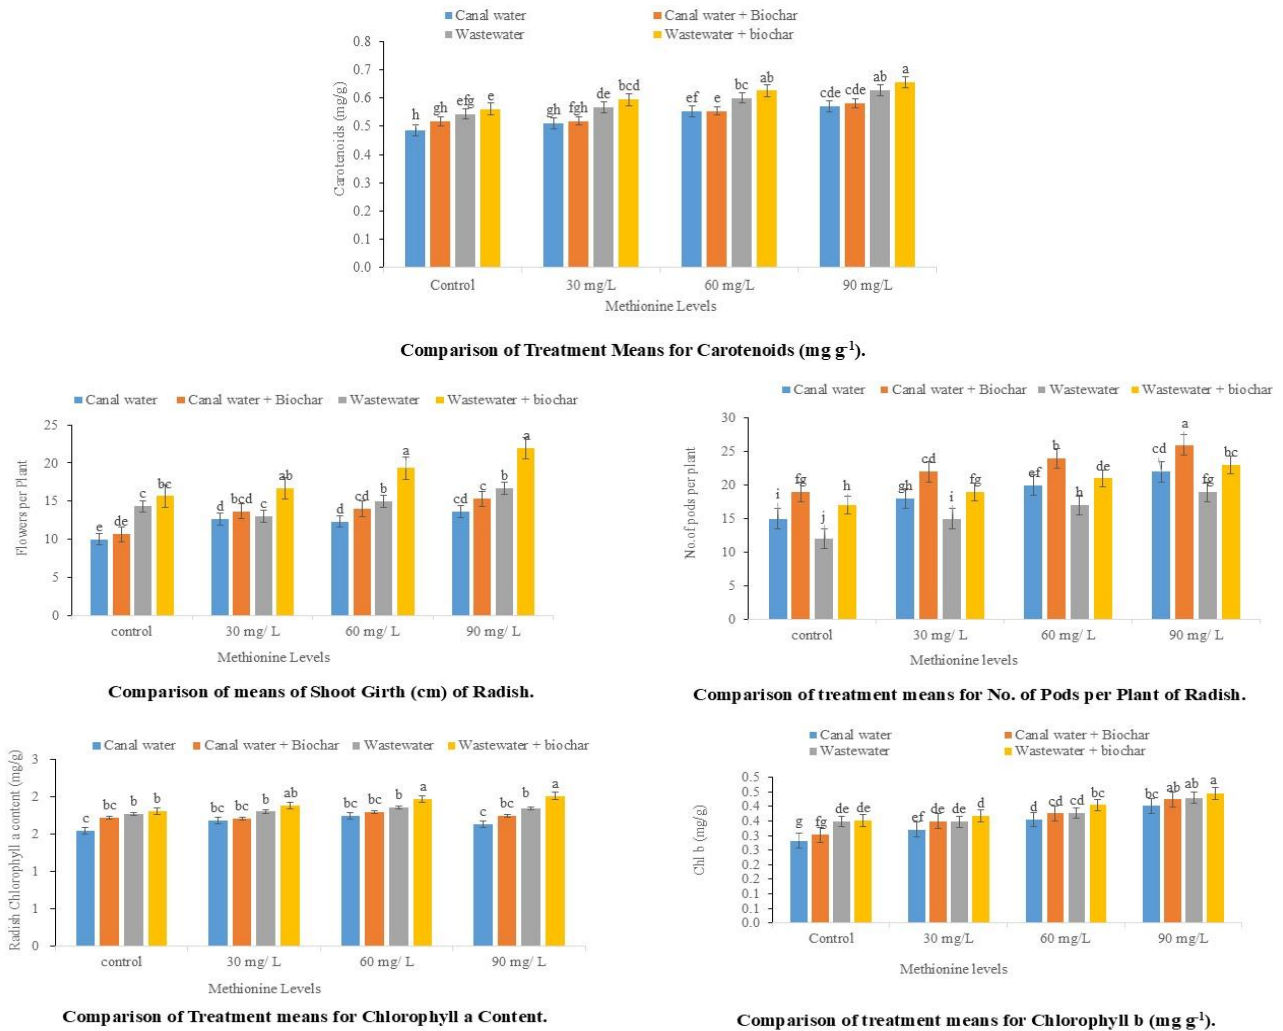 Canal water Canal water + Biochar
Wastewater Wastewater + biochar
0.8
0.7
0.6
0.5
0.4
0.3
0.2
0.1
0.0
Carotenoids (mg/g)
h gh efg e gh fgh de bcd ef e bc ab cde cde ab a
Control 30 mg/L 60 mg/L 90 mg/L
Methionine Levels
Comparison of Treatment Means for Carotenoids (mg g-1).
Canal water Canal water + Biochar Wastewater Wastewater + biochar
25
20
15
10
5
0
Flowers per Plant
e de c bc d bcd c ab d cd b a cd c b a
control 30 mg/ L 60 mg/ L 90 mg/ L
Methionine Levels
Comparison of means of Shoot Girth (cm) of Radish.
Canal water Canal water + Biochar Wastewater Wastewater + biochar
30
25
20
15
10
5
0
No.of pods per plant
i fg j h gh cd i fg ef b h de cd a fg bc
control 30 mg/ L 60 mg/ L 90 mg/ L
Methionine levels
Comparison of treatment means for No. of Pods per Plant of Radish.
Canal water Canal water + Biochar Wastewater Wastewater + biochar
3
2
2
1
1
0
Radish Chlorophyll a content (mg/g)
c bc b b bc bc b ab bc bc b a c bc b a
control 30 mg/ L 60 mg/ L 90 mg/ L
Methionine Levels
Comparison of Treatment means for Chlorophyll a Content.
Canal water Canal water + Biochar
Wastewater Wastewater + biochar
0.5
0.4
0.4
0.3
0.3
0.2
0.2
0.1
0.1
0.0
Chl b (mg/g)
g fg de de ef de de d d cd cd bc bc ab ab a
Control 30 mg/L 60 mg/L 90 mg/L
Methionine levels
Comparison of treatment means for Chlorophyll b (mg g-1).